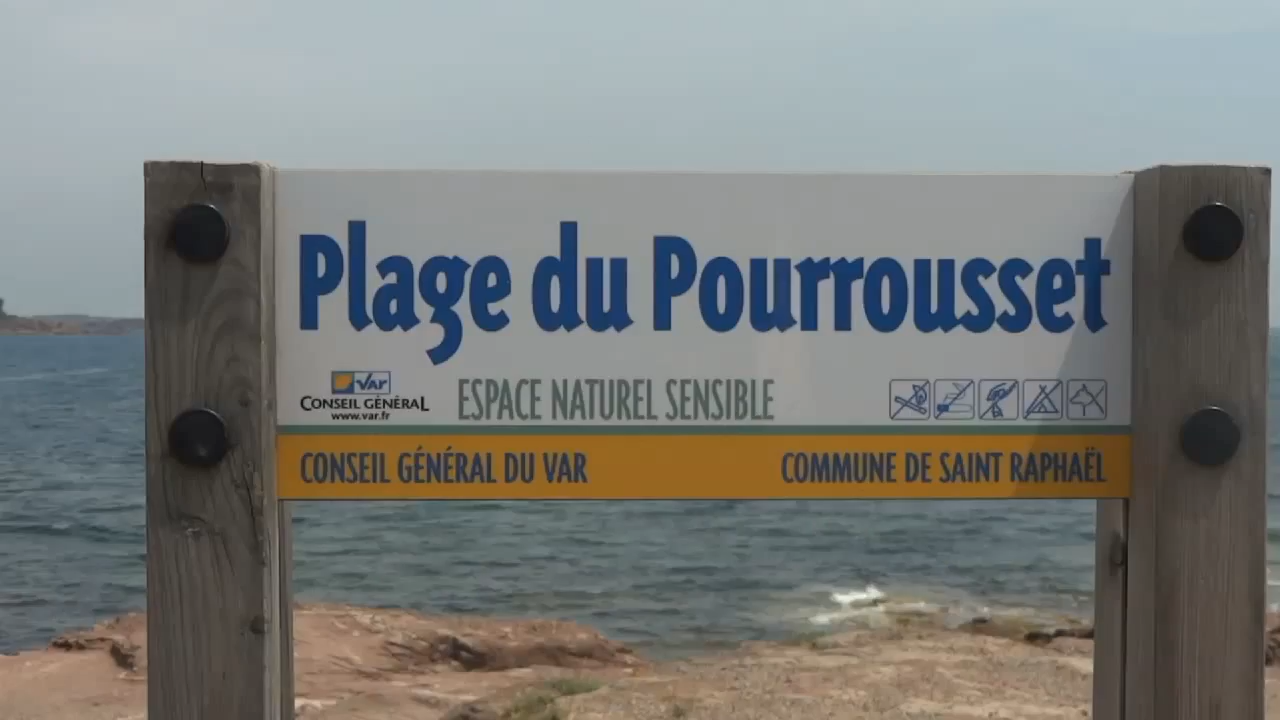 Plage du Pourrousset
VAR
CONSEIL GÉNÉRAL
www.var.fr
ESPACE NATUREL SENSIBLE
CONSEIL GÉNÉRAL DU VAR
COMMUNE DE SAINT RAPHAËL